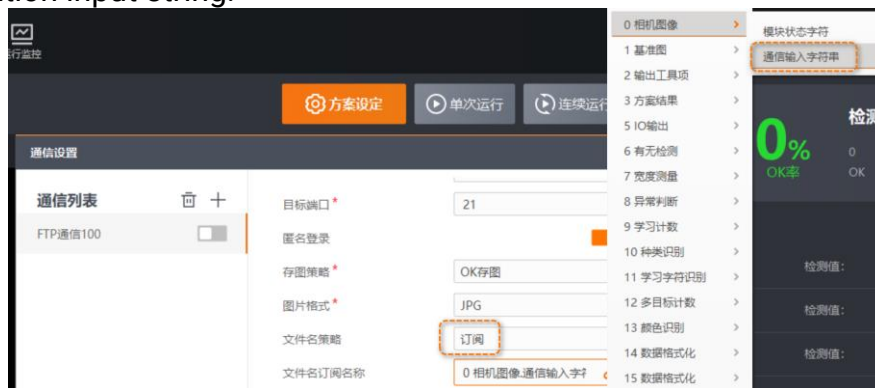 ation input string.
运行监控
方案设定
单次运行
连续运行
通信设置
通信列表
FTP通信100
目标端口*
21
匿名登录
存图策略*
OK存图
图片格式*
JPG
文件名策略
订阅
文件名订阅名称
0 相机图像.通信输入字符
0 相机图像
1 基准图
2 输出工具项
3 方案结果
5 IO输出
6 有无检测
7 宽度测量
8 异常判断
9 学习计数
10 种类识别
11 学习字符识别
12 多目标计数
13 颜色识别
14 数据格式化
15 数据格式化
模块状态字符
通信输入字符串
0%
OK率
检测
0
OK
检测值:
检测值:
检测值: